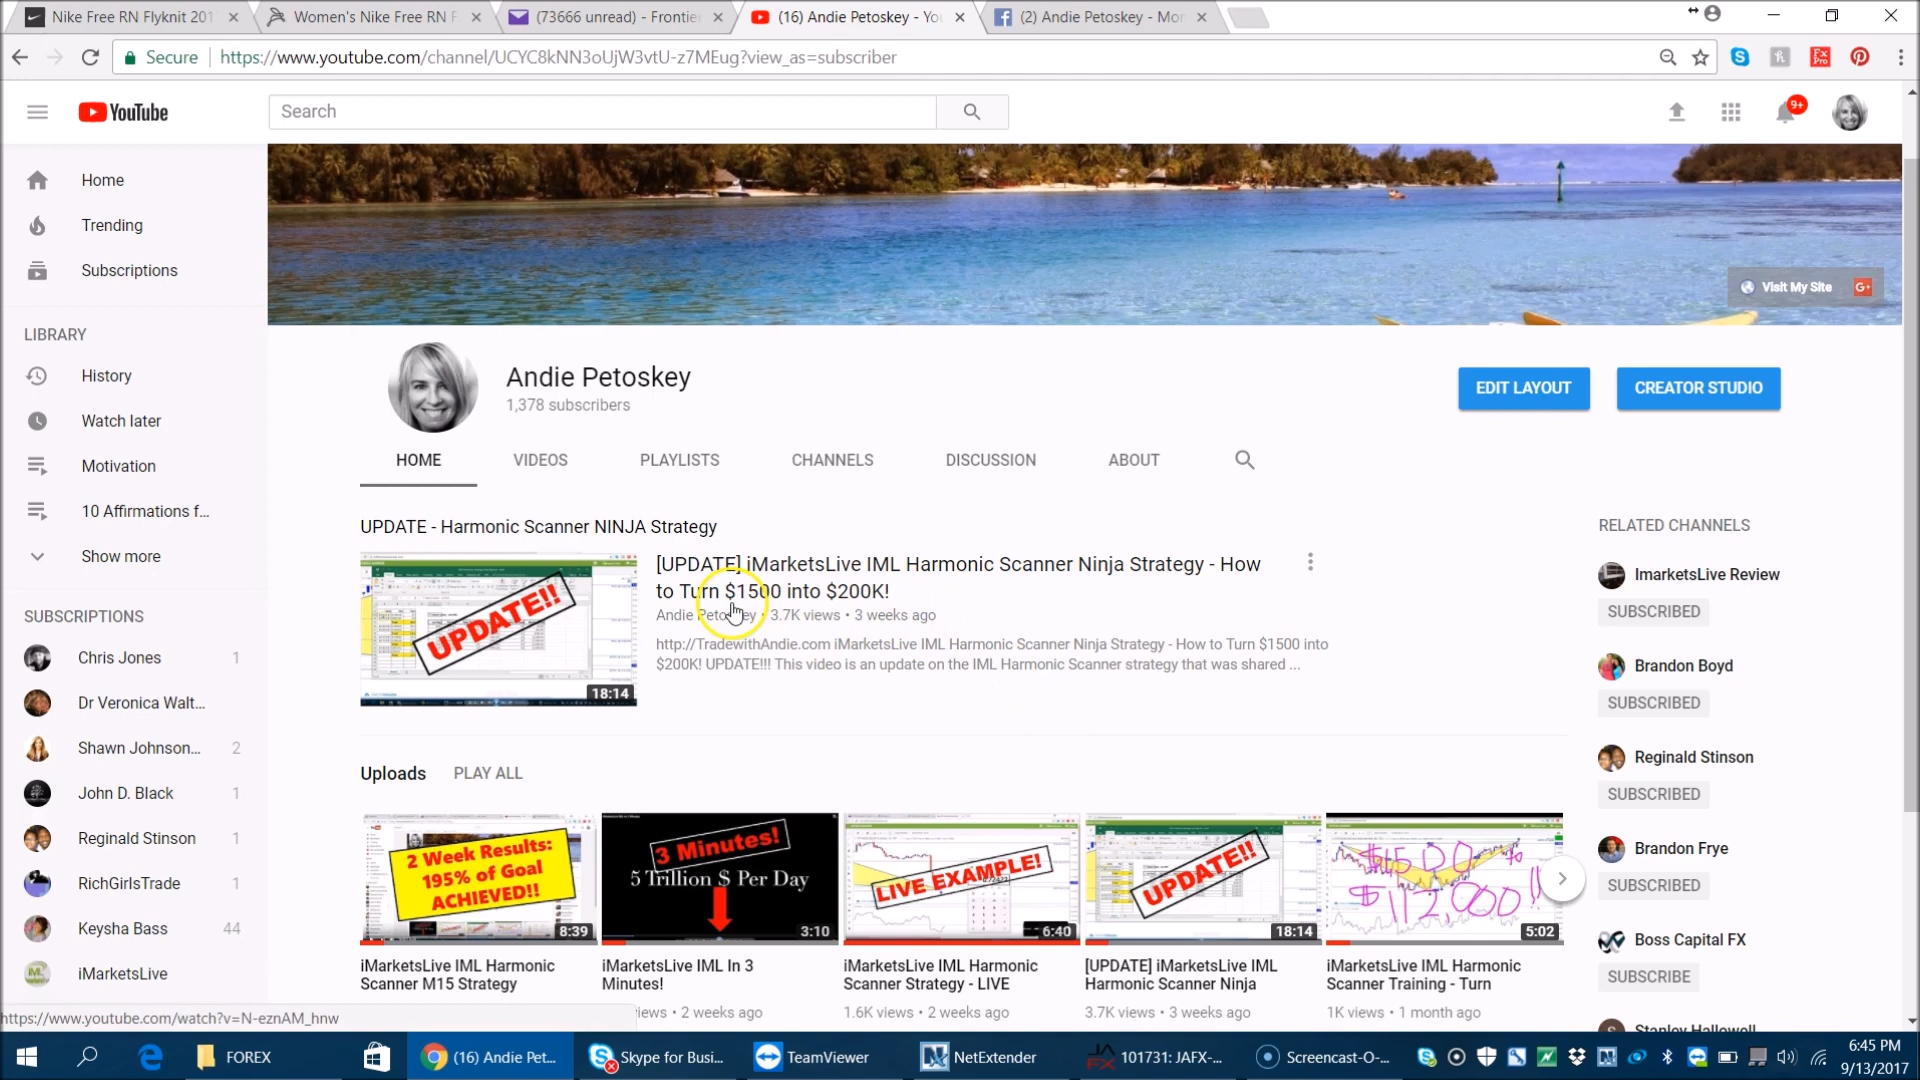 Nike Free RN Flyknit 201
Women's Nike Free RN F
(73666 unread) - Frontier
(16) Andie Petoskey - Yo
(2) Andie Petoskey - Mor
Secure
https://www.youtube.com/channel/UCYC8kNN3oUjW3vtU-z7MEug?view_as=subscriber
YouTube
Search
9+
Home
Trending
Subscriptions
LIBRARY
History
Watch later
Motivation
10 Affirmations f...
Show more
SUBSCRIPTIONS
Chris Jones 1
Dr Veronica Walt...
Shawn Johnson... 2
John D. Black 1
Reginald Stinson 1
RichGirlsTrade 1
Keysha Bass 44
iMarketsLive
Visit My Site G+
Andie Petoskey
1,378 subscribers
EDIT LAYOUT
CREATOR STUDIO
HOME VIDEOS PLAYLISTS CHANNELS DISCUSSION ABOUT
UPDATE - Harmonic Scanner NINJA Strategy
UPDATE!!
18:14
[UPDATE] iMarketsLive IML Harmonic Scanner Ninja Strategy - How
to Turn $1500 into $200K!
Andie Petoskey • 3.7K views • 3 weeks ago
http://TradewithAndie.com iMarketsLive IML Harmonic Scanner Ninja Strategy - How to Turn $1500 into
$200K! UPDATE!!! This video is an update on the IML Harmonic Scanner strategy that was shared ...
Uploads PLAY ALL
2 Week Results:
195% of Goal
ACHIEVED!!
8:39
iMarketsLive IML Harmonic
Scanner M15 Strategy
3 Minutes!
5 Trillion $ Per Day
3:10
iMarketsLive IML In 3
Minutes!
iews • 2 weeks ago
LIVE EXAMPLE!
6:40
iMarketsLive IML Harmonic
Scanner Strategy - LIVE
1.6K views • 2 weeks ago
UPDATE!!
18:14
[UPDATE] iMarketsLive IML
Harmonic Scanner Ninja
3.7K views • 3 weeks ago
$1500 to
$112,000!!
5:02
iMarketsLive IML Harmonic
Scanner Training - Turn
1K views • 1 month ago
RELATED CHANNELS
ImarketsLive Review
SUBSCRIBED
Brandon Boyd
SUBSCRIBED
Reginald Stinson
SUBSCRIBED
Brandon Frye
SUBSCRIBED
Boss Capital FX
SUBSCRIBE
Stanley Hallowell
https://www.youtube.com/watch?v=N-eznAM_hnw
FOREX
(16) Andie Pet...
Skype for Busi...
TeamViewer
NetExtender
101731: JAFX-...
Screencast-O-...
6:45 PM
9/13/2017